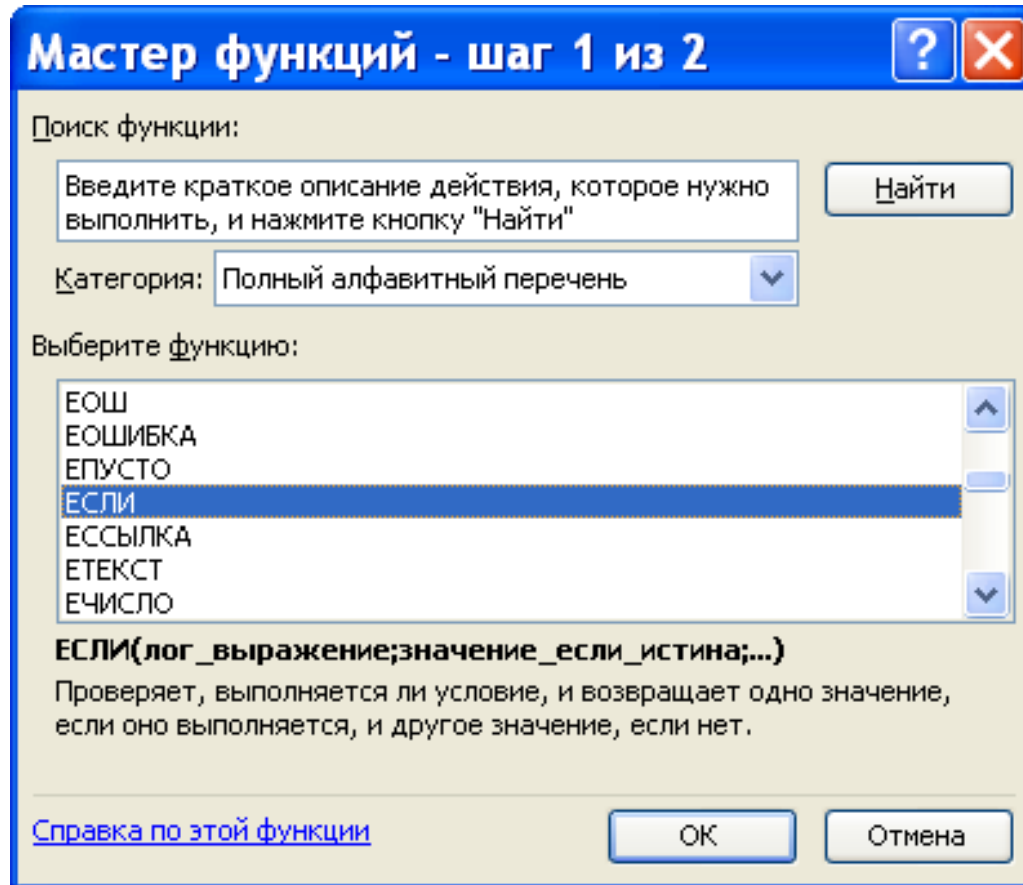 Мастер функций - шаг 1 из 2
Поиск функции:
Введите краткое описание действия, которое нужно
выполнить, и нажмите кнопку "Найти"
Найти
Категория: Полный алфавитный перечень
Выберите функцию:
ЕОШ
ЕОШИБКА
ЕПУСТО
ЕСЛИ
ЕССЫЛКА
ЕТЕКСТ
ЕЧИСЛО
ЕСЛИ(лог_выражение;значение_если_истина;...)
Проверяет, выполняется ли условие, и возвращает одно значение,
если оно выполняется, и другое значение, если нет.
Справка по этой функции
ОК
Отмена